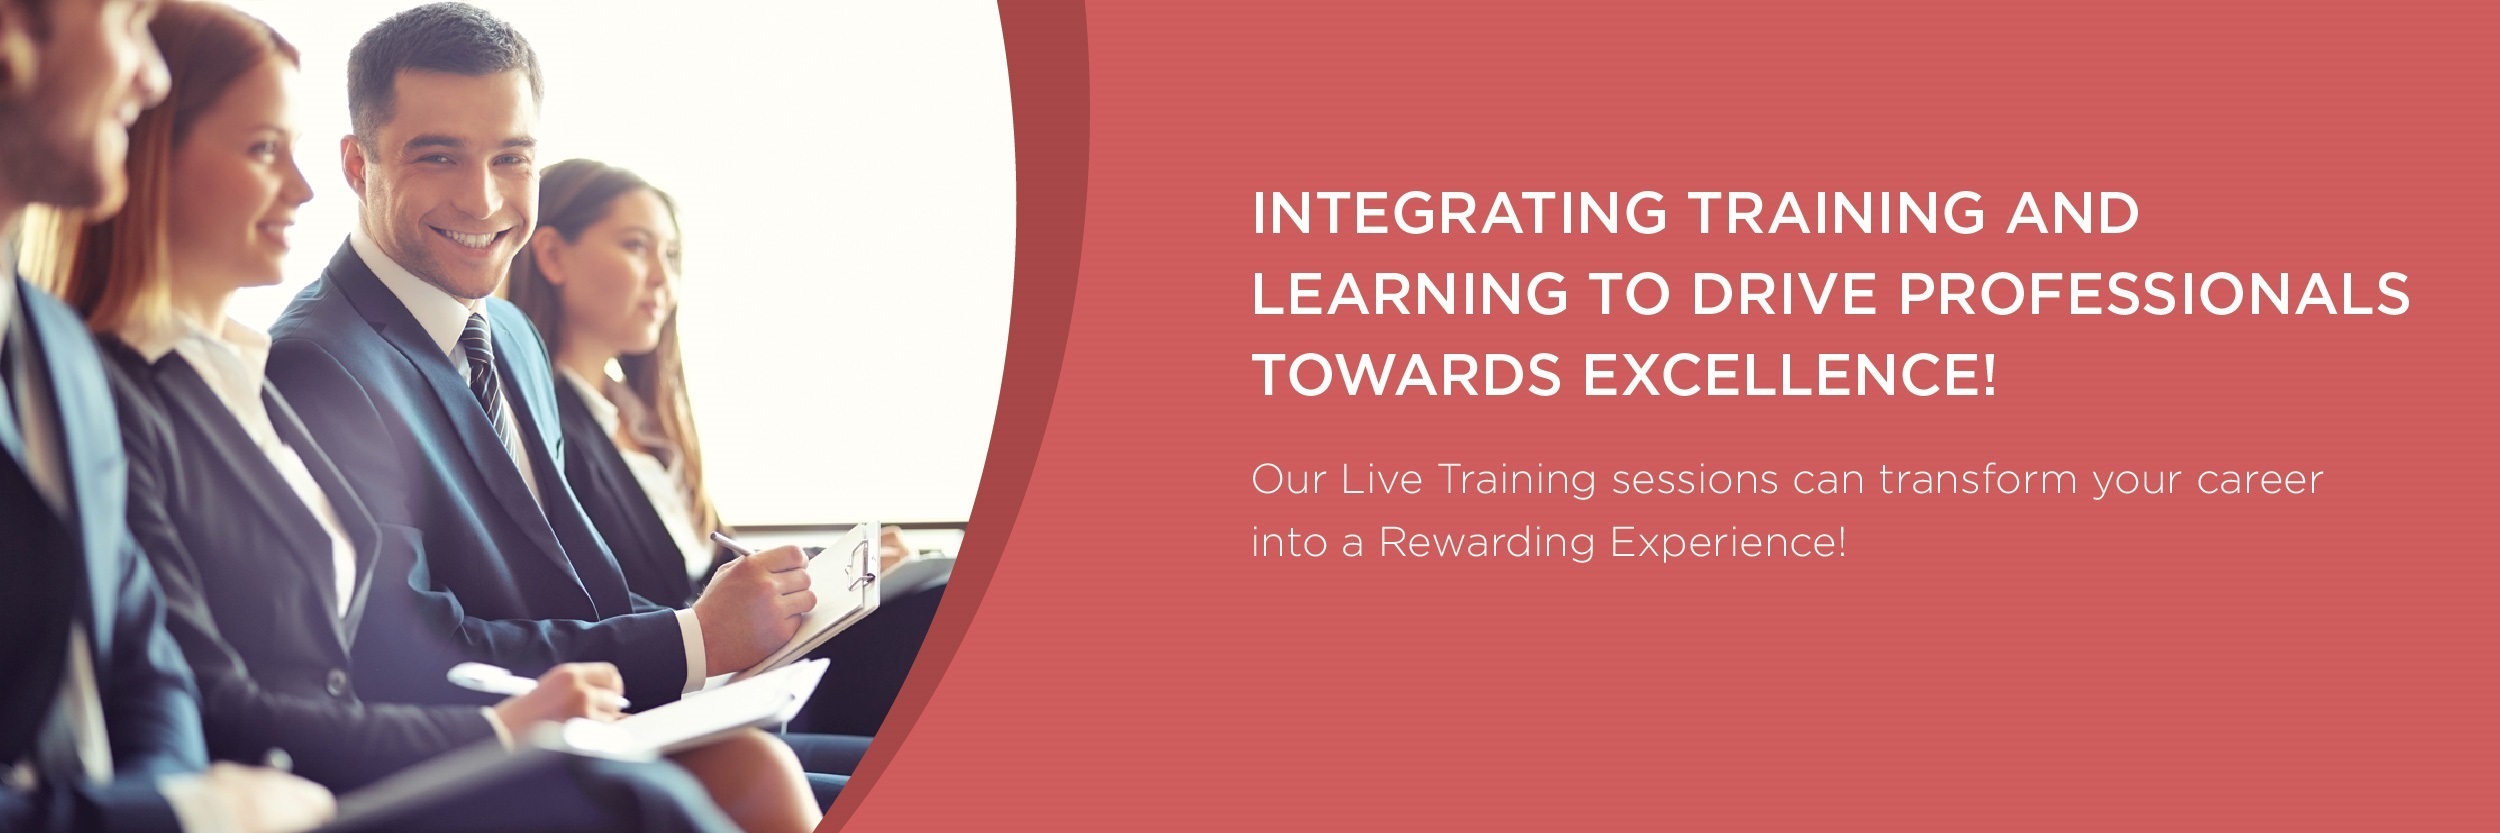 INTEGRATING TRAINING AND
LEARNING TO DRIVE PROFESSIONALS
TOWARDS EXCELLENCE!
Our Live Training sessions can transform your career
into a Rewarding Experience!